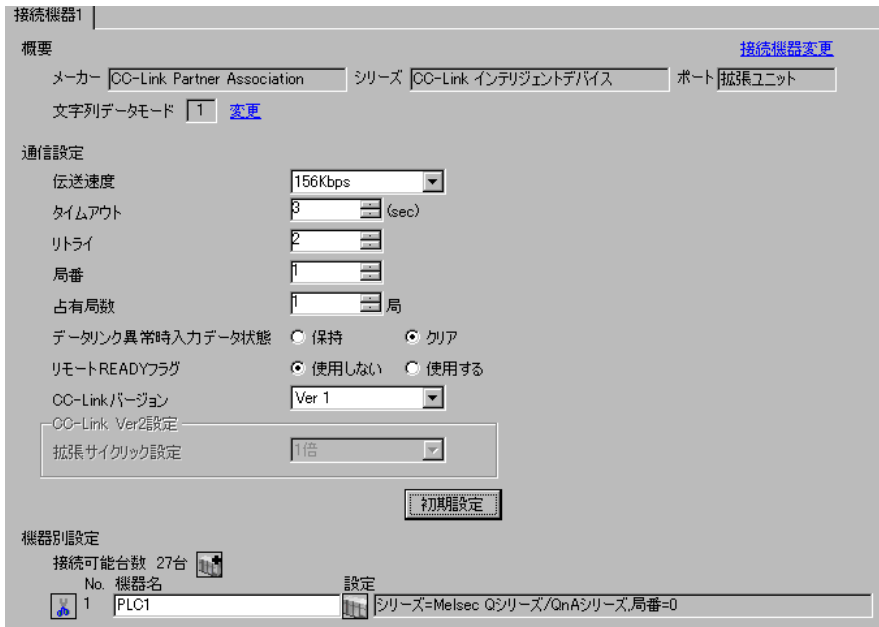 接続機器1
概要 接続機器変更
メーカー CC-Link Partner Association シリーズ CC-Link インテリジェントデバイス ポート 拡張ユニット
文字列データモード 1 変更
通信設定
伝送速度 156Kbps
タイムアウト 3 (sec)
リトライ 2
局番 1
占有局数 1 局
データリンク異常時入力データ状態 保持 クリア
リモートREADYフラグ 使用しない 使用する
CC-Linkバージョン Ver 1
CC-Link Ver2設定
拡張サイクリック設定 1倍
初期設定
機器別設定
接続可能台数 27台
No. 機器名 設定
1 PLC1 シリーズ=Melsec Qシリーズ/QnAシリーズ,局番=0